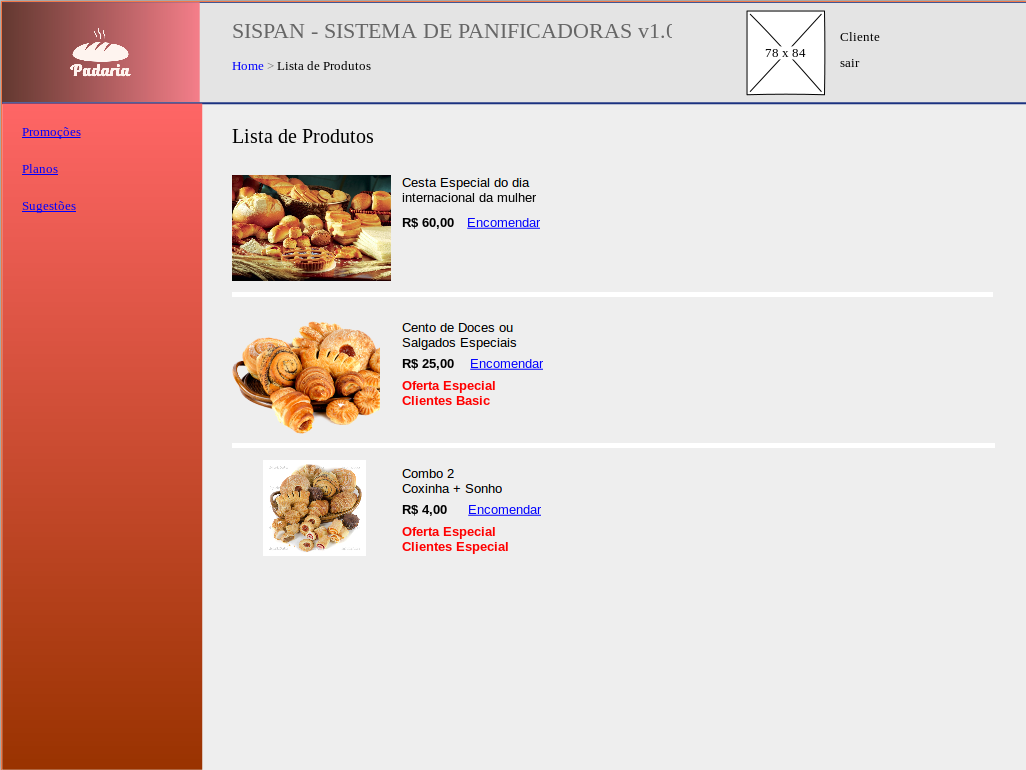 Padaria
SISPAN - SISTEMA DE PANIFICADORAS v1.0
Home > Lista de Produtos
78 x 84
Cliente
sair
Promoções
Planos
Sugestões
Lista de Produtos
Cesta Especial do dia
internacional da mulher
R$ 60,00 Encomendar
Cento de Doces ou
Salgados Especiais
R$ 25,00 Encomendar
Oferta Especial
Clientes Basic
Combo 2
Coxinha + Sonho
R$ 4,00 Encomendar
Oferta Especial
Clientes Especial